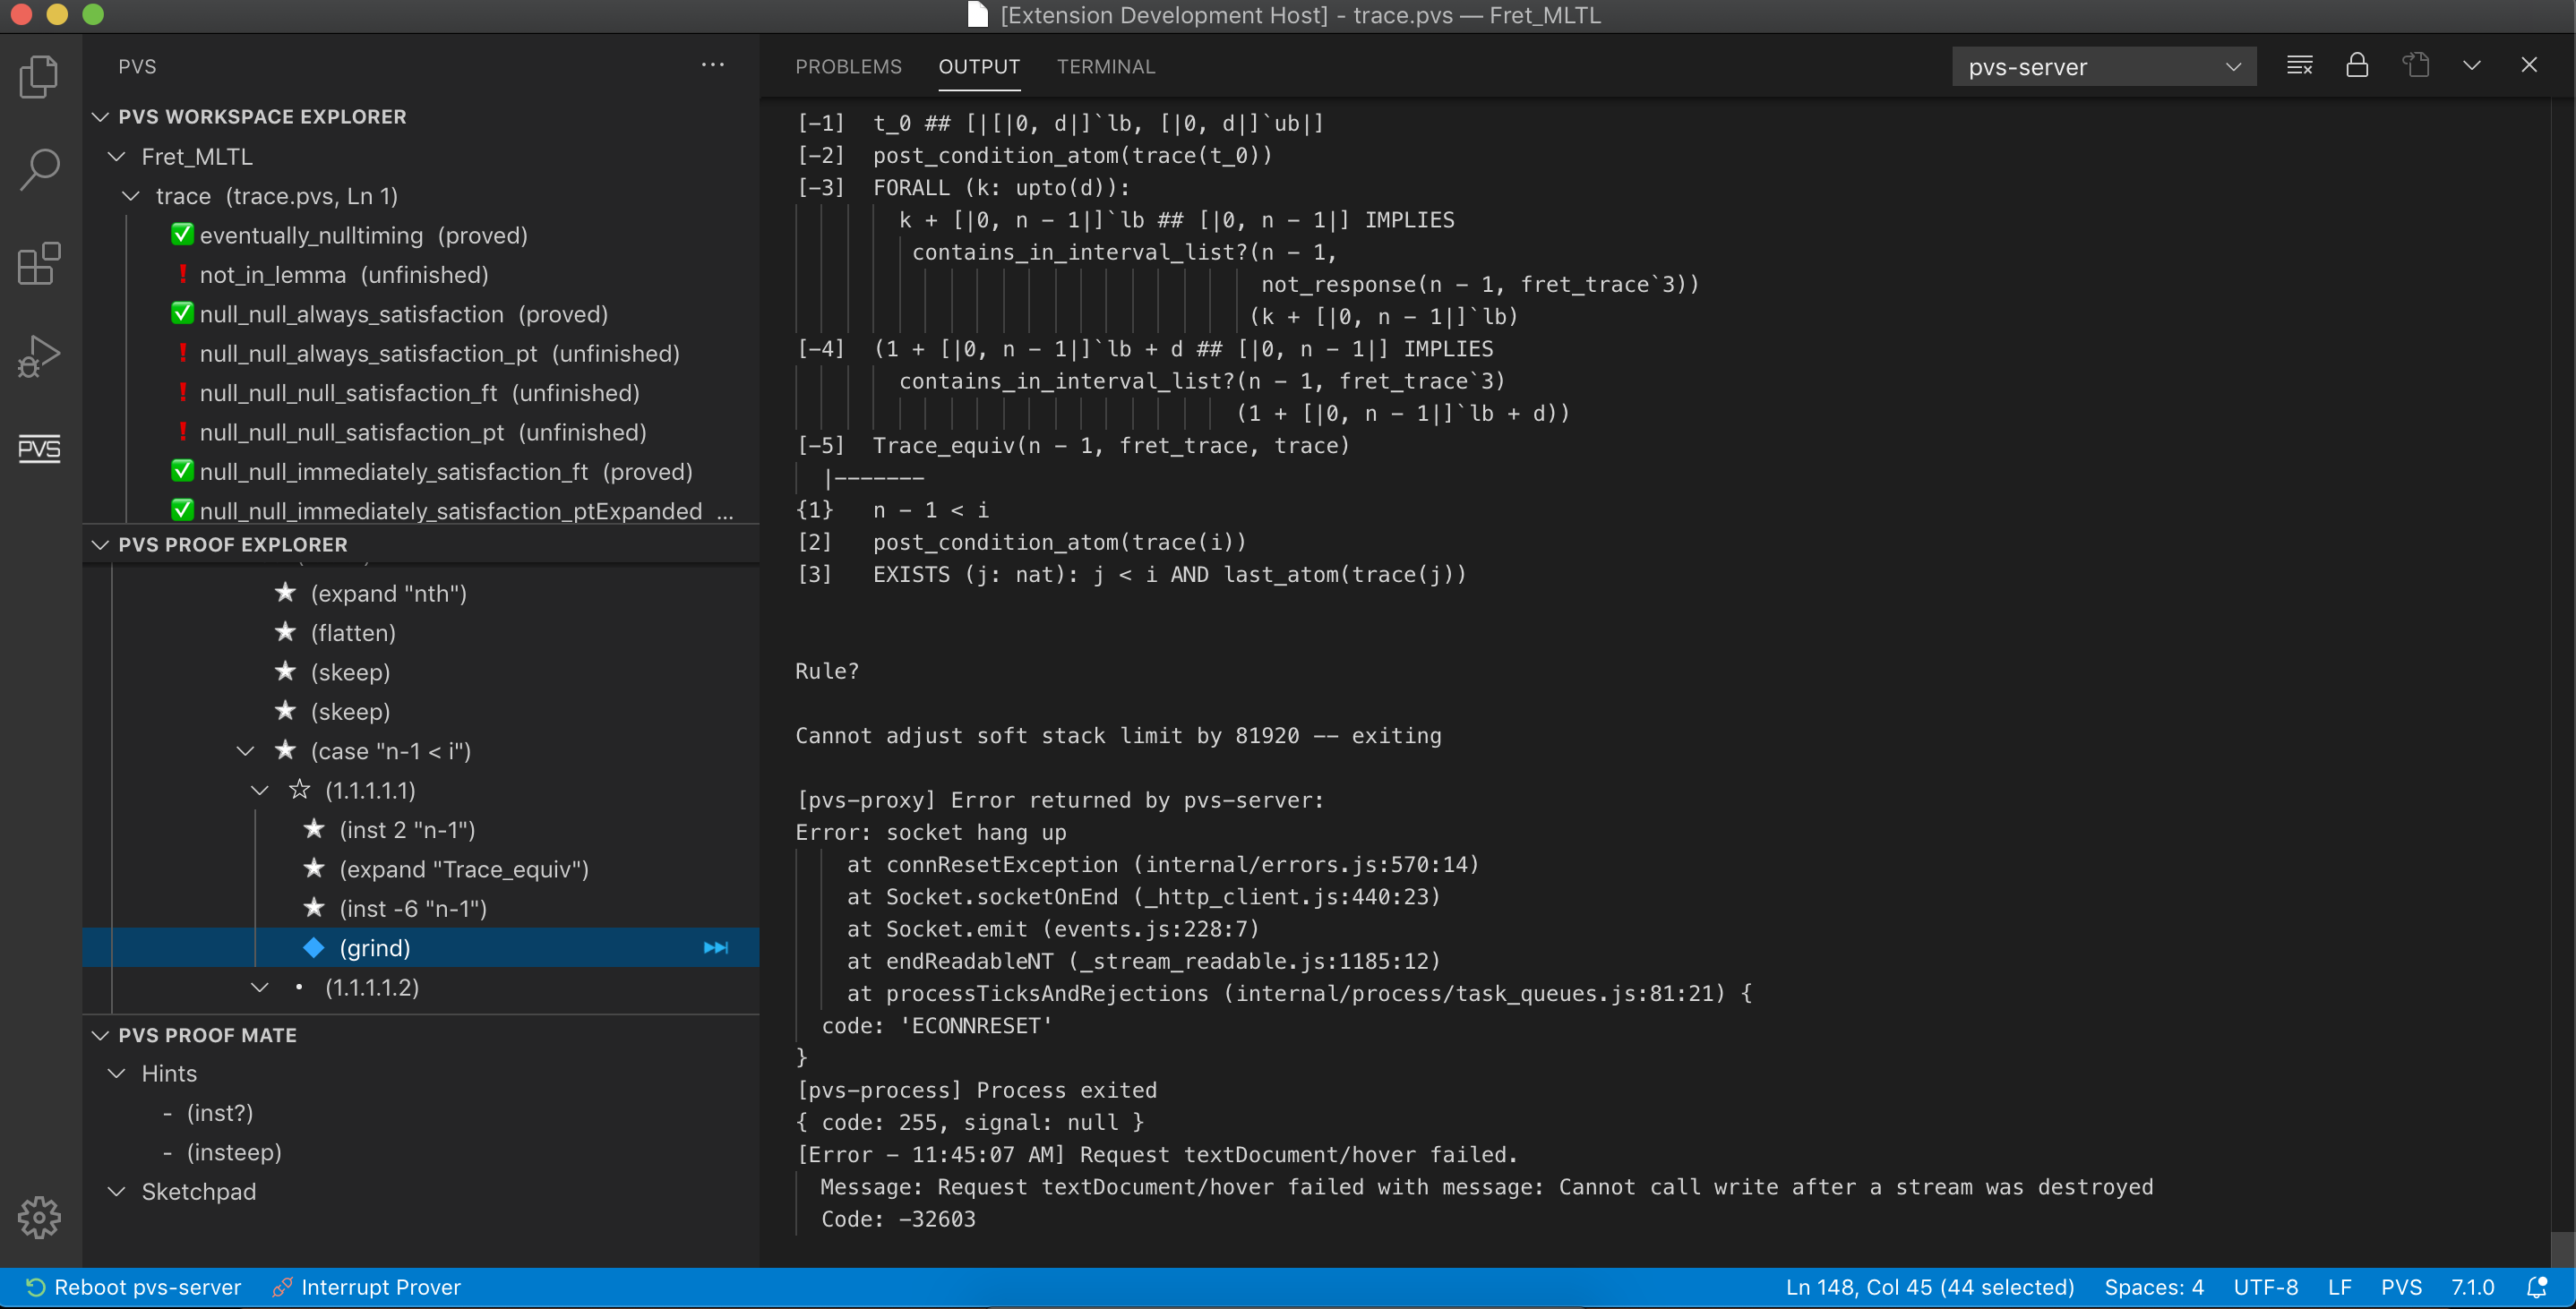 [Extension Development Host] - trace.pvs — Fret_MLTL
PVS
PVS WORKSPACE EXPLORER
Fret_MLTL
trace (trace.pvs, Ln 1)
eventually_nulltiming (proved)
not_in_lemma (unfinished)
null_null_always_satisfaction (proved)
null_null_always_satisfaction_pt (unfinished)
null_null_null_satisfaction_ft (unfinished)
null_null_null_satisfaction_pt (unfinished)
null_null_immediately_satisfaction_ft (proved)
null_null_immediately_satisfaction_ptExpanded ...
PVS PROOF EXPLORER
(expand "nth")
(flatten)
(skeep)
(skeep)
(case "n-1 < i")
(1.1.1.1.1)
(inst 2 "n-1")
(expand "Trace_equiv")
(inst -6 "n-1")
(grind)
(1.1.1.1.2)
PVS PROOF MATE
Hints
- (inst?)
- (insteep)
Sketchpad
PVS
PROBLEMS OUTPUT TERMINAL
pvs-server
[-1] t_0 ## [|[|0, d|]`lb, [|0, d|]`ub|]
[-2] post_condition_atom(trace(t_0))
[-3] FORALL (k: upto(d)):
k + [|0, n - 1|]`lb ## [|0, n - 1|] IMPLIES
contains_in_interval_list?(n - 1,
not_response(n - 1, fret_trace`3))
(k + [|0, n - 1|]`lb)
[-4] (1 + [|0, n - 1|]`lb + d ## [|0, n - 1|] IMPLIES
contains_in_interval_list?(n - 1, fret_trace`3)
(1 + [|0, n - 1|]`lb + d))
[-5] Trace_equiv(n - 1, fret_trace, trace)
|-------
{1} n - 1 < i
[2] post_condition_atom(trace(i))
[3] EXISTS (j: nat): j < i AND last_atom(trace(j))
Rule?
Cannot adjust soft stack limit by 81920 -- exiting
[pvs-proxy] Error returned by pvs-server:
Error: socket hang up
at connResetException (internal/errors.js:570:14)
at Socket.socketOnEnd (_http_client.js:440:23)
at Socket.emit (events.js:228:7)
at endReadableNT (_stream_readable.js:1185:12)
at processTicksAndRejections (internal/process/task_queues.js:81:21) {
code: 'ECONNRESET'
}
[pvs-process] Process exited
{ code: 255, signal: null }
[Error - 11:45:07 AM] Request textDocument/hover failed.
Message: Request textDocument/hover failed with message: Cannot call write after a stream was destroyed
Code: -32603
Reboot pvs-server Interrupt Prover Ln 148, Col 45 (44 selected) Spaces: 4 UTF-8 LF PVS 7.1.0